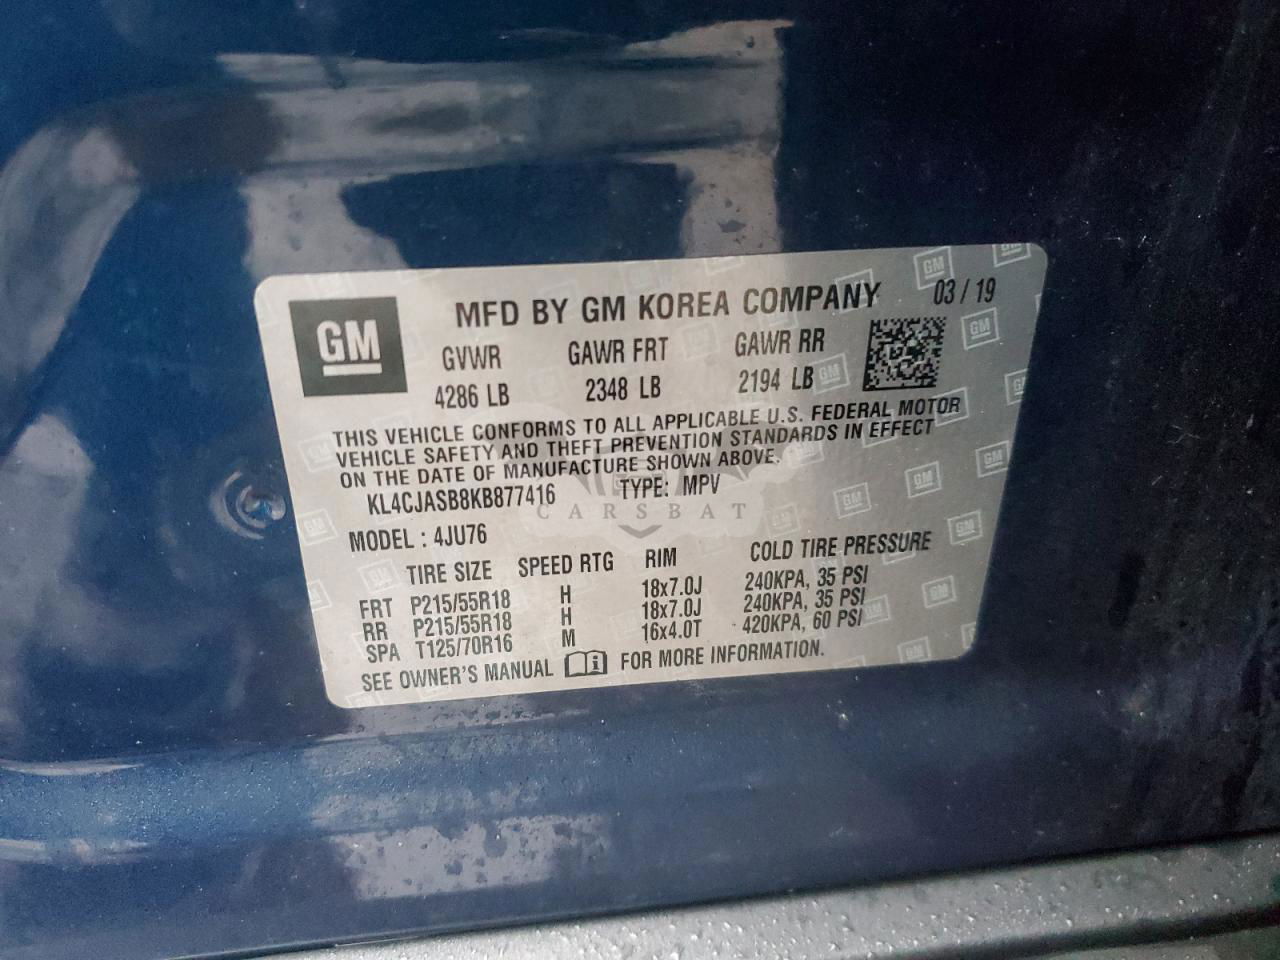 GM
MFD BY GM KOREA COMPANY 03 / 19
GVWR GAWR FRT GAWR RR
4286 LB 2348 LB 2194 LB
THIS VEHICLE CONFORMS TO ALL APPLICABLE U.S. FEDERAL MOTOR
VEHICLE SAFETY AND THEFT PREVENTION STANDARDS IN EFFECT
ON THE DATE OF MANUFACTURE SHOWN ABOVE.
KL4CJASB8KB877416 TYPE: MPV
CARSBAT
MODEL : 4JU76
TIRE SIZE SPEED RTG RIM COLD TIRE PRESSURE
FRT P215/55R18 H 18x7.0J 240KPA, 35 PSI
RR P215/55R18 H 18x7.0J 240KPA, 35 PSI
SPA T125/70R16 M 16x4.0T 420KPA, 60 PSI
SEE OWNER'S MANUAL FOR MORE INFORMATION.